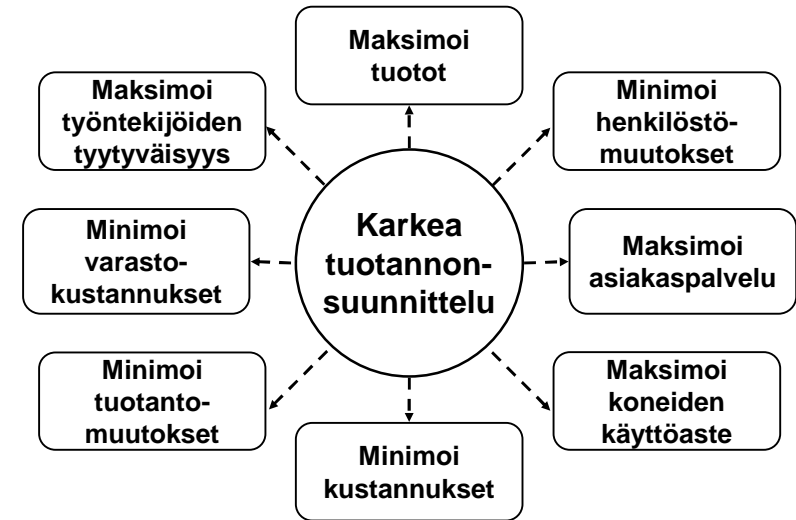 Maksimoi
tuotot
Maksimoi
työntekijöiden
tyytyväisyys
Minimoi
henkilöstö-
muutokset
Karkea
tuotannon-
suunnittelu
Minimoi
varasto-
kustannukset
Maksimoi
asiakaspalvelu
Minimoi
tuotanto-
muutokset
Maksimoi
koneiden
käyttöaste
Minimoi
kustannukset